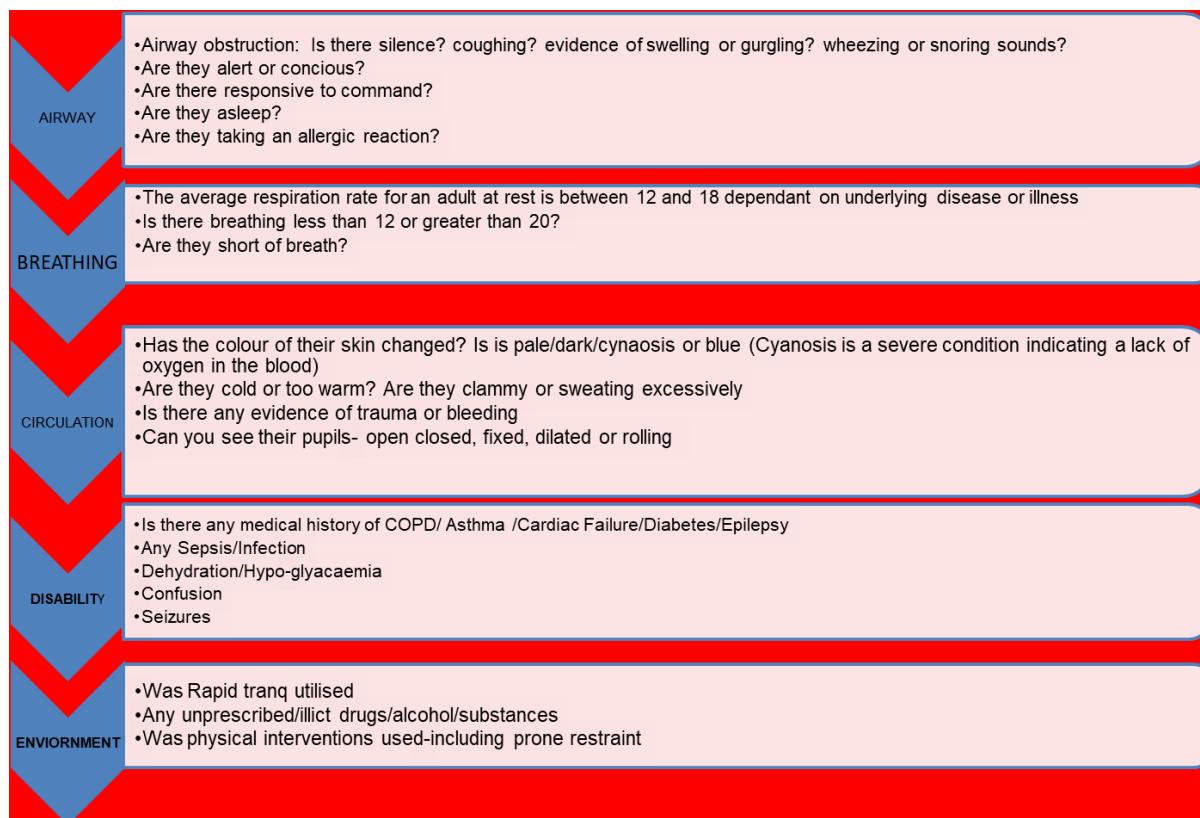 AIRWAY
•Airway obstruction: Is there silence? coughing? evidence of swelling or gurgling? wheezing or snoring sounds?
•Are they alert or concious?
•Are there responsive to command?
•Are they asleep?
•Are they taking an allergic reaction?
BREATHING
•The average respiration rate for an adult at rest is between 12 and 18 dependant on underlying disease or illness
•Is there breathing less than 12 or greater than 20?
•Are they short of breath?
CIRCULATION
•Has the colour of their skin changed? Is is pale/dark/cynaosis or blue (Cyanosis is a severe condition indicating a lack of
oxygen in the blood)
•Are they cold or too warm? Are they clammy or sweating excessively
•Is there any evidence of trauma or bleeding
•Can you see their pupils- open closed, fixed, dilated or rolling
DISABILITY
•Is there any medical history of COPD/ Asthma /Cardiac Failure/Diabetes/Epilepsy
•Any Sepsis/Infection
•Dehydration/Hypo-glyacaemia
•Confusion
•Seizures
ENVIORNMENT
•Was Rapid tranq utilised
•Any unprescribed/illict drugs/alcohol/substances
•Was physical interventions used-including prone restraint